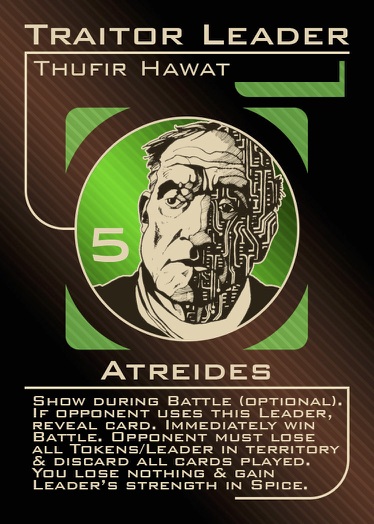 Traitor Leader
Thufir Hawat
5
Atreides
Show during Battle (optional).
If opponent uses this Leader,
reveal card. Immediately win
Battle. Opponent must lose
all Tokens/Leader in territory
& discard all cards played.
You lose nothing & gain
Leader's strength in Spice.